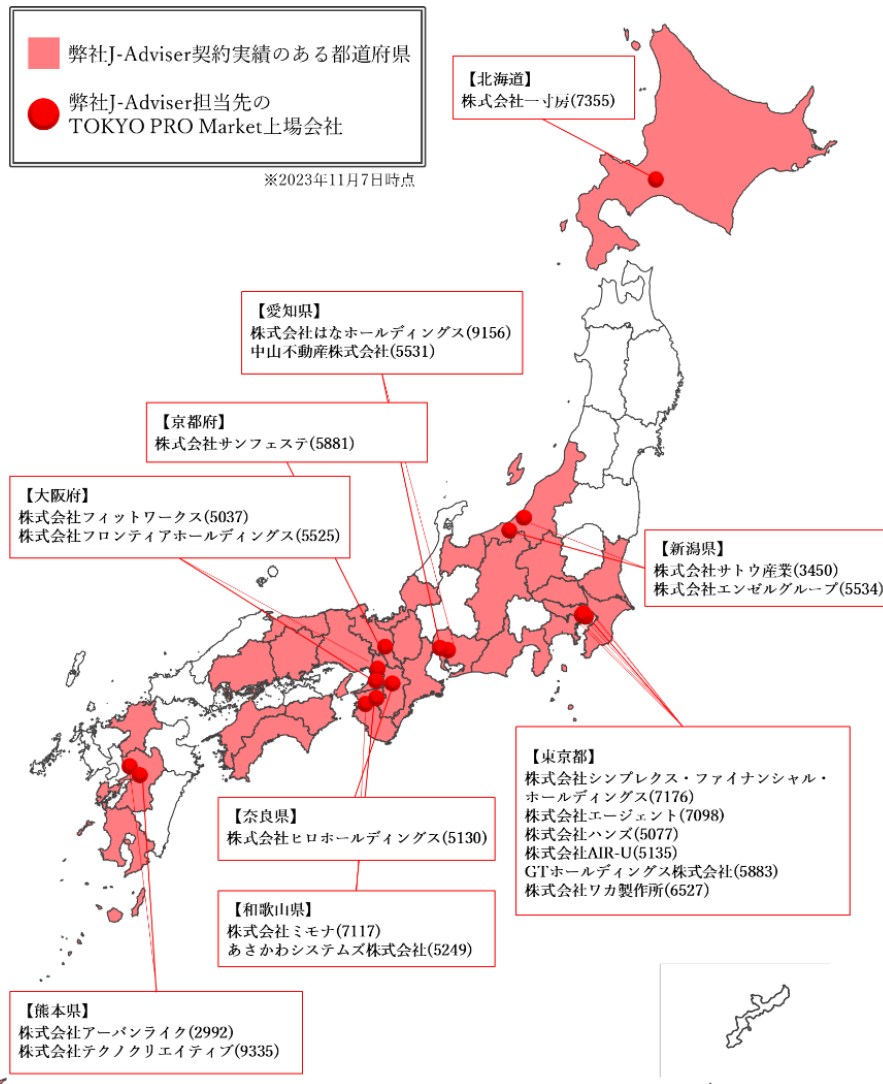 弊社J-Adviser契約実績のある都道府県
弊社J-Adviser担当先の
TOKYO PRO Market上場会社
※2023年11月7日時点
【北海道】
株式会社一寸房(7355)
【愛知県】
株式会社はなホールディングス(9156)
中山不動産株式会社(5531)
【京都府】
株式会社サンフェステ(5881)
【大阪府】
株式会社フィットワークス(5037)
株式会社フロンティアホールディングス(5525)
【新潟県】
株式会社サトウ産業(3450)
株式会社エンゼルグループ(5534)
【東京都】
株式会社シンプレクス・ファイナンシャル・
ホールディングス(7176)
株式会社エージェント(7098)
株式会社ハンズ(5077)
株式会社AIR-U(5135)
GTホールディングス株式会社(5883)
株式会社ワカ製作所(6527)
【奈良県】
株式会社ヒロホールディングス(5130)
【和歌山県】
株式会社ミモナ(7117)
あさかわシステムズ株式会社(5249)
【熊本県】
株式会社アーバンライク(2992)
株式会社テクノクリエイティブ(9335)